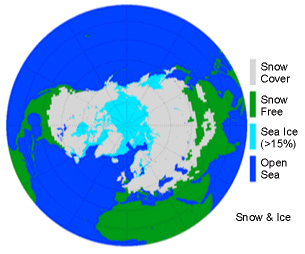 Snow
Cover
Snow
Free
Sea Ice
(>15%)
Open
Sea
Snow & Ice